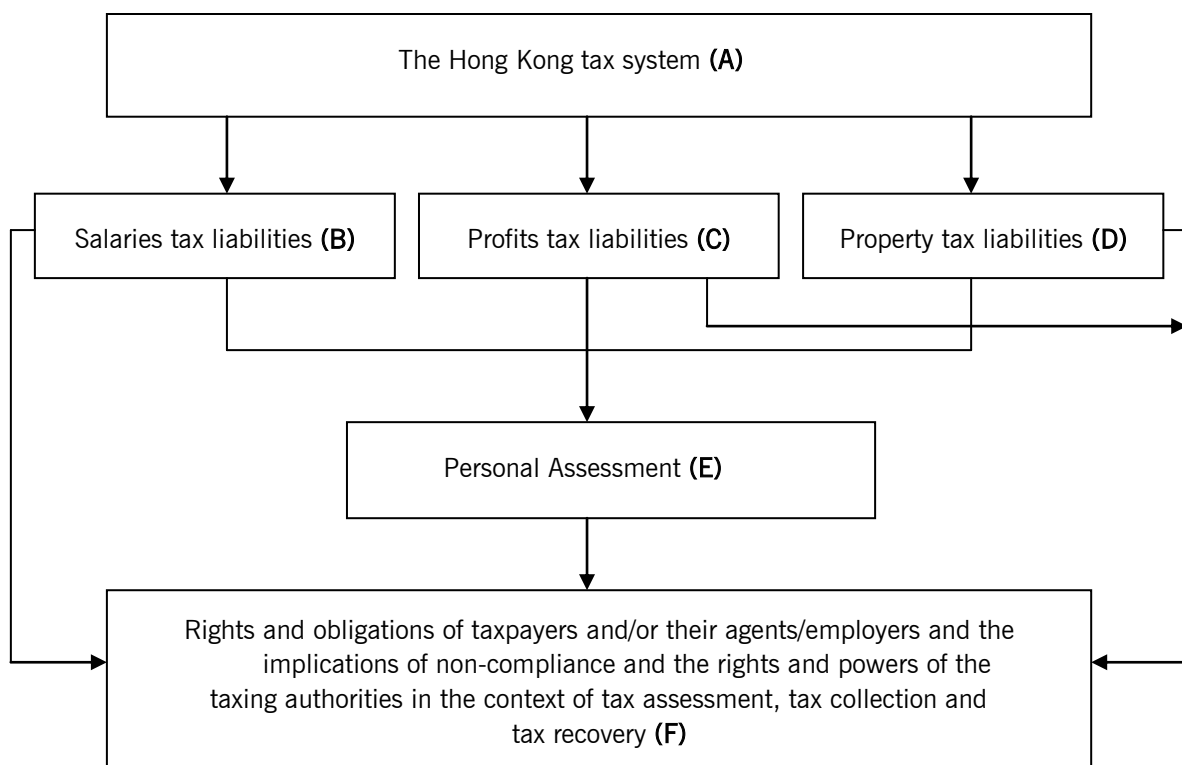 The Hong Kong tax system (A)
Salaries tax liabilities (B)
Profits tax liabilities (C)
Property tax liabilities (D)
Personal Assessment (E)
Rights and obligations of taxpayers and/or their agents/employers and the
implications of non-compliance and the rights and powers of the
taxing authorities in the context of tax assessment, tax collection and
tax recovery (F)